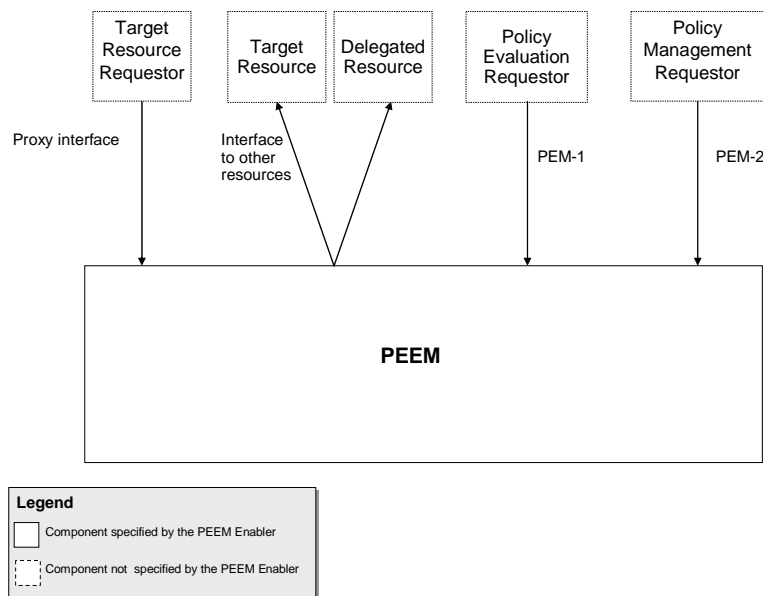 Target
Resource
Requestor
Target
Resource
Delegated
Resource
Policy
Evaluation
Requestor
Policy
Management
Requestor
Proxy interface
Interface
to other
resources
PEM-1
PEM-2
PEEM
Legend
Component specified by the PEEM Enabler
Component not specified by the PEEM Enabler